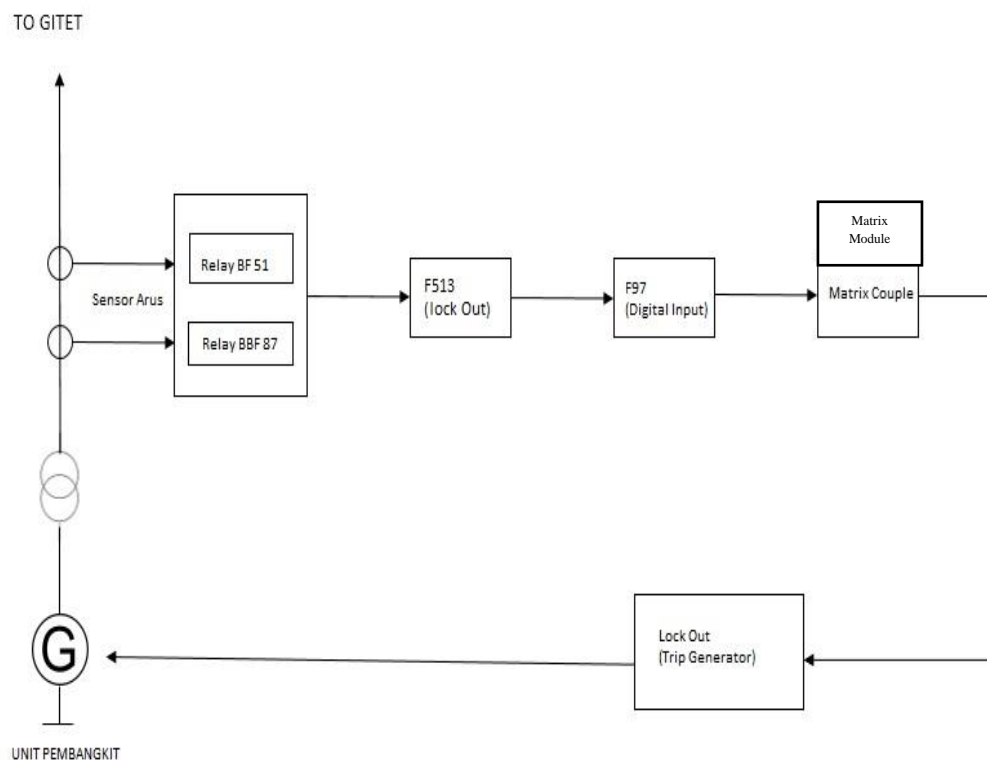 TO GITET
Matrix
Module
Relay BF 51
Sensor Arus
F513
(lock Out)
F97
(Digital Input)
Matrix Couple
Relay BBF 87
Lock Out
(Trip Generator)
G
UNIT PEMBANGKIT